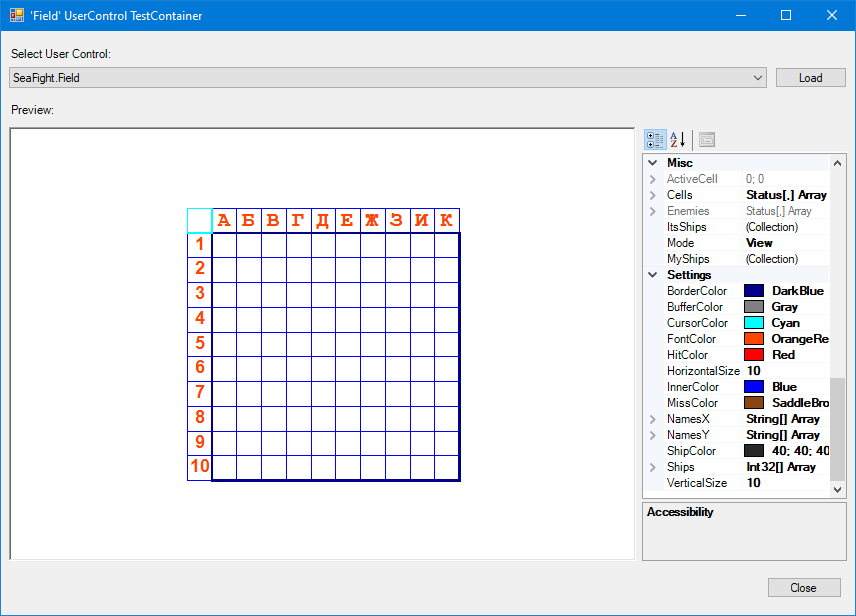 'Field' UserControl TestContainer
Select User Control:
SeaFight.Field
Load
Preview:
А Б В Г Д Е Ж З И К
1
2
3
4
5
6
7
8
9
10
A
Z
Misc
ActiveCell 0; 0
Cells Status[,] Array
Enemies Status[,] Array
ItsShips (Collection)
Mode View
MyShips (Collection)
Settings
BorderColor DarkBlue
BufferColor Gray
CursorColor Cyan
FontColor OrangeRe
HitColor Red
HorizontalSize 10
InnerColor Blue
MissColor SaddleBro
NamesX String[] Array
NamesY String[] Array
ShipColor 40; 40; 40
Ships Int32[] Array
VerticalSize 10
Accessibility
Close